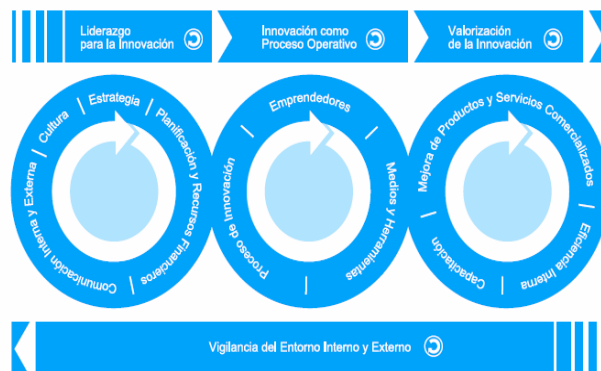 Liderazgo
para la Innovación
Innovación como
Proceso Operativo
Valorización
de la Innovación
Comunicación Interna y Externa
Cultura
Estrategia
Planificación y Recursos Financieros
Proceso de Innovación
Emprendedores
Medios y Herramientas
Capacitación
Mejora de Productos y Servicios Comercializados
Eficiencia Interna
Vigilancia del Entorno Interno y Externo